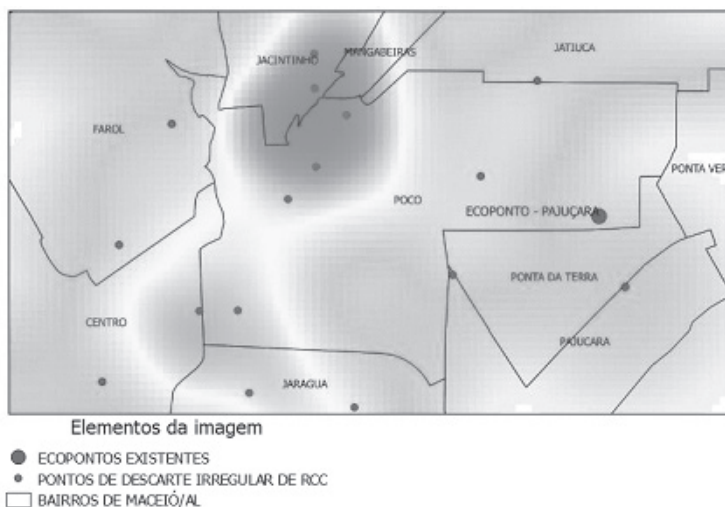 JACINTINHO
MANGABEIRAS
JATIUCA
FAROL
PONTA VER
POCO
ECOPONTO - PAJUÇARA
PONTA DA TERRA
CENTRO
PAJUCARA
JARAGUA
Elementos da imagem
ECOPONTOS EXISTENTES
PONTOS DE DESCARTE IRREGULAR DE RCC
BAIRROS DE MACEIÓ/AL